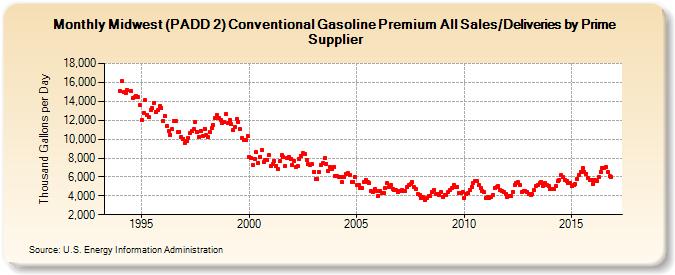 Monthly Midwest (PADD 2) Conventional Gasoline Premium All Sales/Deliveries by Prime
Supplier
Thousand Gallons per Day
18,000
16,000
14,000
12,000
10,000
8,000
6,000
4,000
2,000
1995 2000 2005 2010 2015
Source: U.S. Energy Information Administration